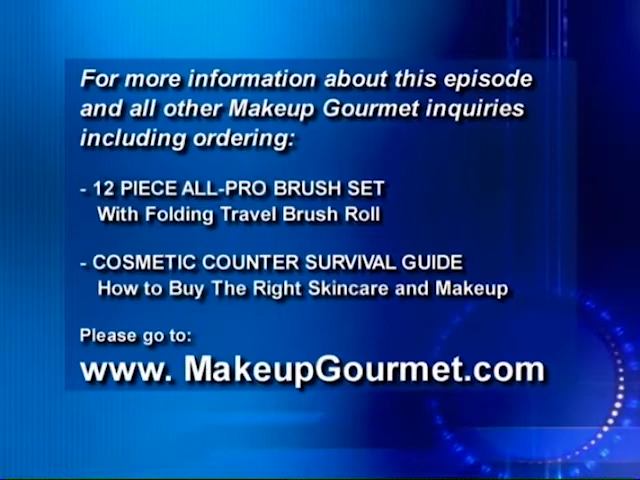 For more information about this episode
and all other Makeup Gourmet inquiries
including ordering:
- 12 PIECE ALL-PRO BRUSH SET
With Folding Travel Brush Roll
- COSMETIC COUNTER SURVIVAL GUIDE
How to Buy The Right Skincare and Makeup
Please go to:
www. MakeupGourmet.com